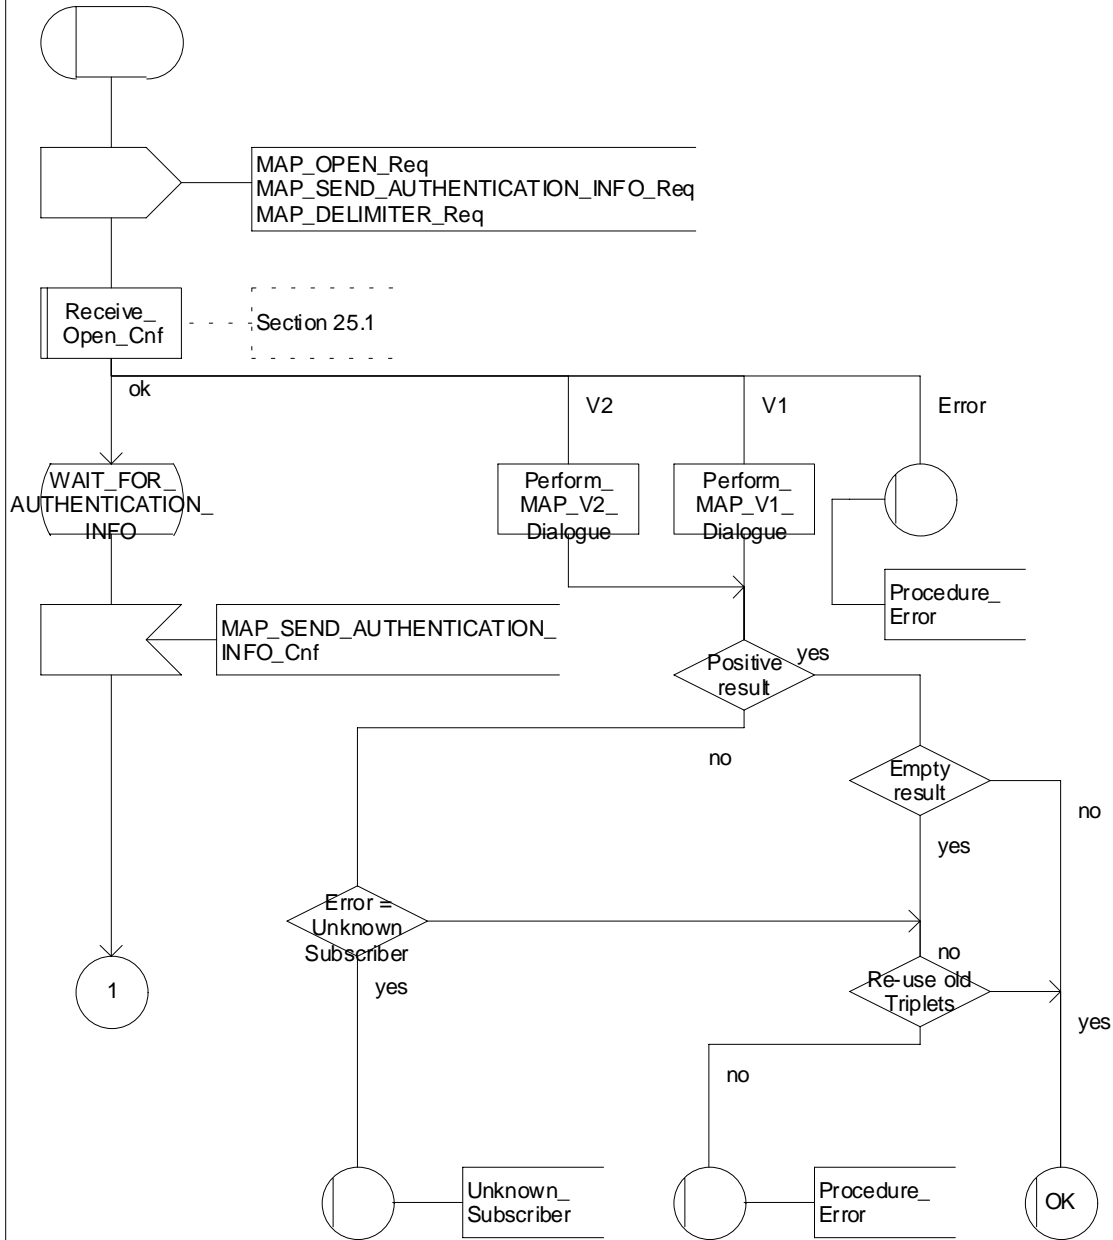 MAP_OPEN_Req
MAP_SEND_AUTHENTICATION_INFO_Req
MAP_DELIMITER_Req
Receive_
Open_Cnf
Section 25.1
ok
V2
V1
Error
WAIT_FOR_
AUTHENTICATION_
INFO
Perform_
MAP_V2_
Dialogue
Perform_
MAP_V1_
Dialogue
Procedure_
Error
MAP_SEND_AUTHENTICATION_
INFO_Cnf
Positive
result
yes
no
Empty
result
no
yes
Error =
Unknown
Subscriber
no
yes
Re-use old
Triplets
1
yes
no
Unknown_
Subscriber
Procedure_
Error
OK